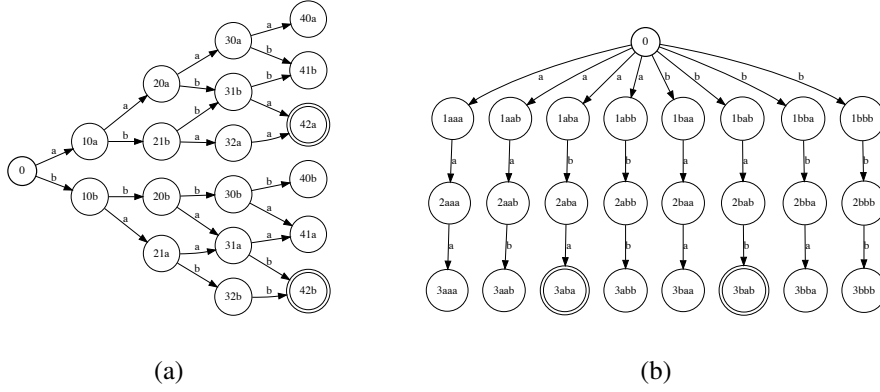 40a
a
30a
a
b
20a
41b
a
b
b
31b
10a
a
a
b
21b
b
a
32a
a
42a
0
b
10b
b
20b
b
30b
b
40b
a
a
a
21a
a
31a
a
41a
b
b
32b
b
42b
(a)
0
a a a a b b b b
1aaa 1aab 1aba 1abb 1baa 1bab 1bba 1bbb
a a b b a a b b
2aaa 2aab 2aba 2abb 2baa 2bab 2bba 2bbb
a b a b a b a b
3aaa 3aab 3aba 3abb 3baa 3bab 3bba 3bbb
(b)